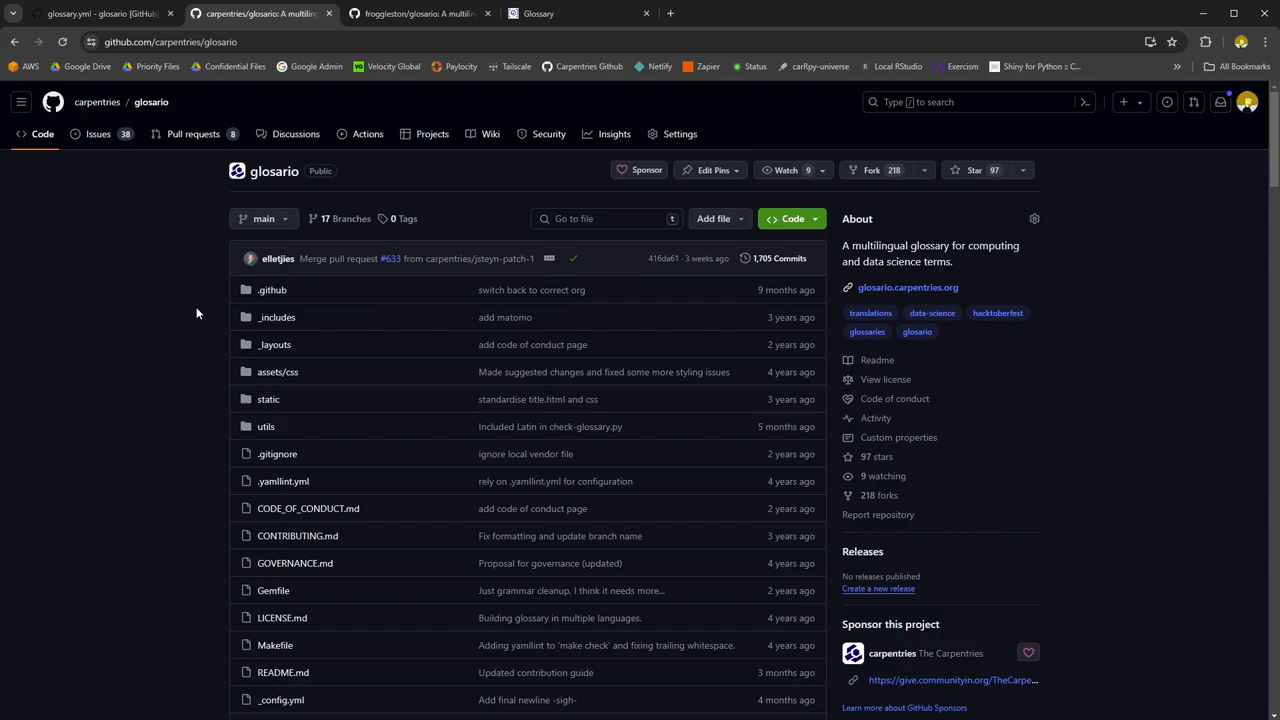 glossary.yml - glosario [GitHub]
carpentries/glosario: A multilin
froggleston/glosario: A multilin
Glossary
github.com/carpentries/glosario
AWS
Google Drive
Priority Files
Confidential Files
Google Admin
Velocity Global
Paylocity
Tailscale
Carpentries Github
Netlify
Zapier
Status
carRpy-universe
Local RStudio
Exercism
Shiny for Python :: C...
All Bookmarks
carpentries / glosario
Type / to search
Code
Issues 38
Pull requests 8
Discussions
Actions
Projects
Wiki
Security
Insights
Settings
glosario Public
Sponsor
Edit Pins
Watch 9
Fork 218
Star 97
main
17 Branches
0 Tags
Go to file t
Add file
Code
elletjies Merge pull request #633 from carpentries/jsteyn-patch-1 416da61 · 3 weeks ago 1,705 Commits
.github switch back to correct org 9 months ago
_includes add matomo 3 years ago
_layouts add code of conduct page 2 years ago
assets/css Made suggested changes and fixed some more styling issues 4 years ago
static standardise title.html and css 3 years ago
utils Included Latin in check-glossary.py 5 months ago
.gitignore ignore local vendor file 2 years ago
.yamllint.yml rely on .yamllint.yml for configuration 4 years ago
CODE_OF_CONDUCT.md add code of conduct page 2 years ago
CONTRIBUTING.md Fix formatting and update branch name 3 years ago
GOVERNANCE.md Proposal for governance (updated) 4 years ago
Gemfile Just grammar cleanup, I think it needs more... 2 years ago
LICENSE.md Building glossary in multiple languages. 4 years ago
Makefile Adding yamllint to 'make check' and fixing trailing whitespace. 4 years ago
README.md Updated contribution guide 3 months ago
_config.yml Add final newline -sigh- 4 months ago
About
A multilingual glossary for computing
and data science terms.
glosario.carpentries.org
translations data-science hacktoberfest
glossaries glosario
Readme
View license
Code of conduct
Activity
Custom properties
97 stars
9 watching
218 forks
Report repository
Releases
No releases published
Create a new release
Sponsor this project
carpentries The Carpentries
https://give.communityin.org/TheCarpe...
Learn more about GitHub Sponsors